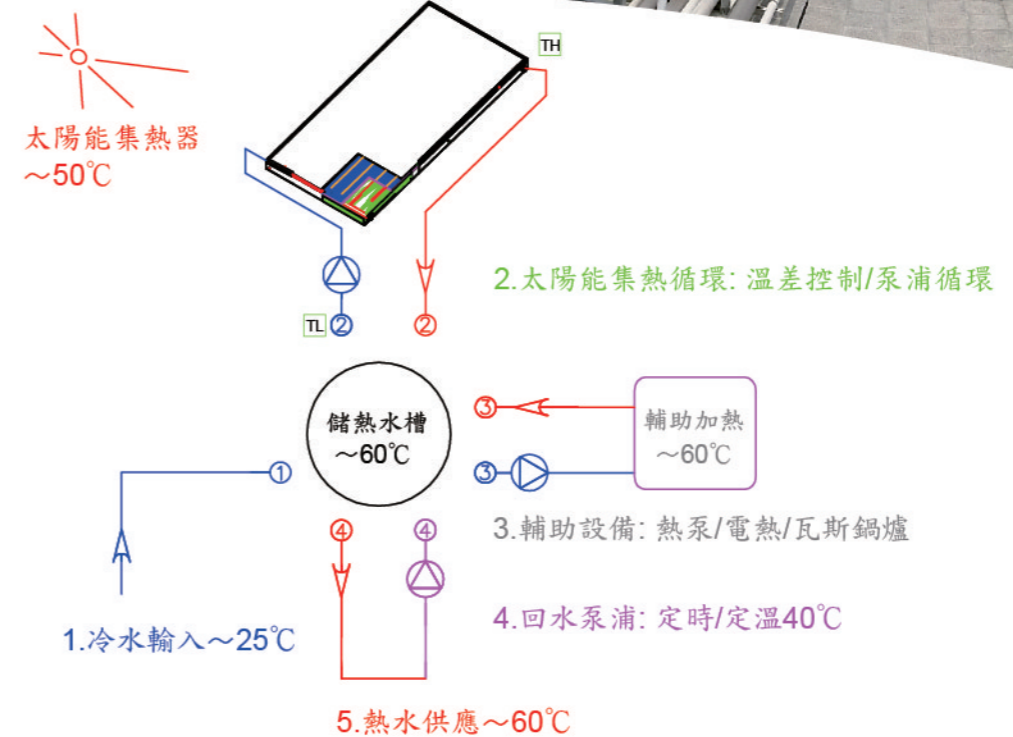 TH
太陽能集熱器
～50℃
2.太陽能集熱循環: 溫差控制/泵浦循環
TL
②
②
儲熱水槽
～60℃
③
輔助加熱
～60℃
①
③
④
④
3.輔助設備: 熱泵/電熱/瓦斯鍋爐
4.回水泵浦: 定時/定溫40℃
1.冷水輸入～25℃
5.熱水供應～60℃